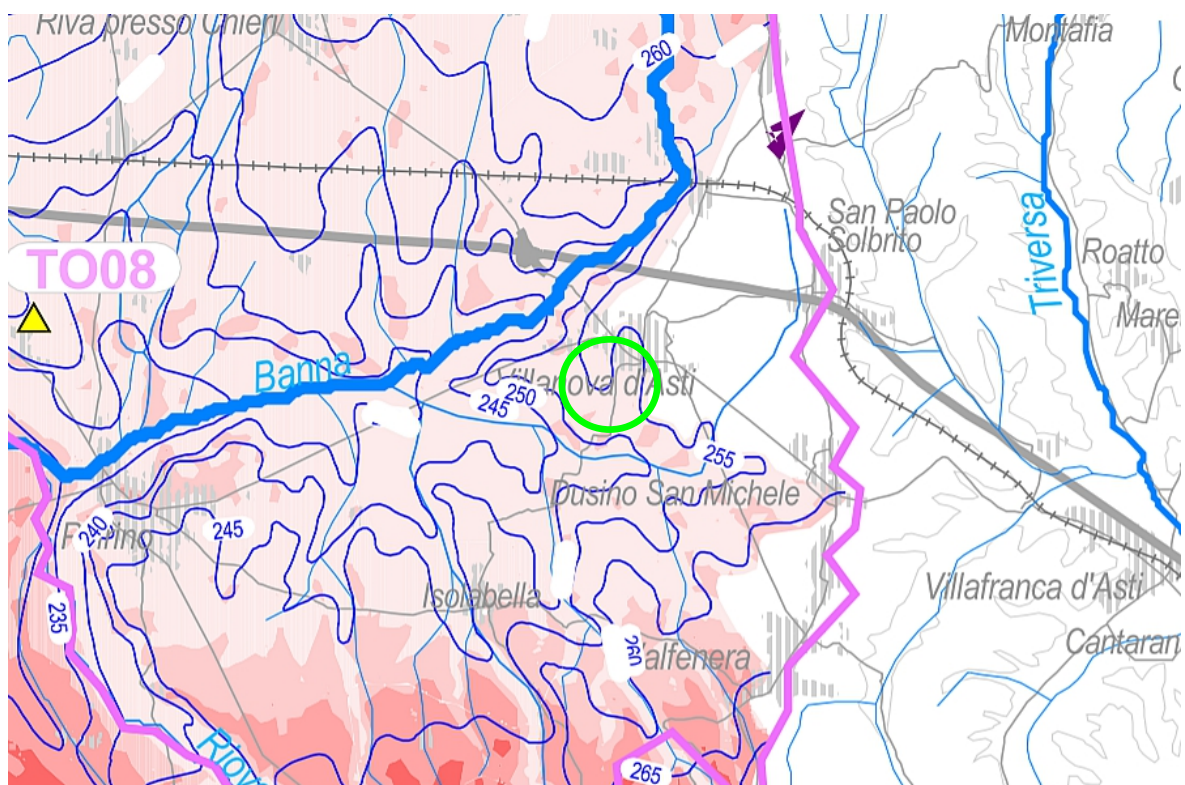 Riva presso Chieri
Montafia
260
San Paolo
Solbrito
TO08
Roatto
Triversa
Banna
Villanova d'Asti
250
245
255
Dusino San Michele
240
245
Villafranca d'Asti
Isolabella
235
260
265